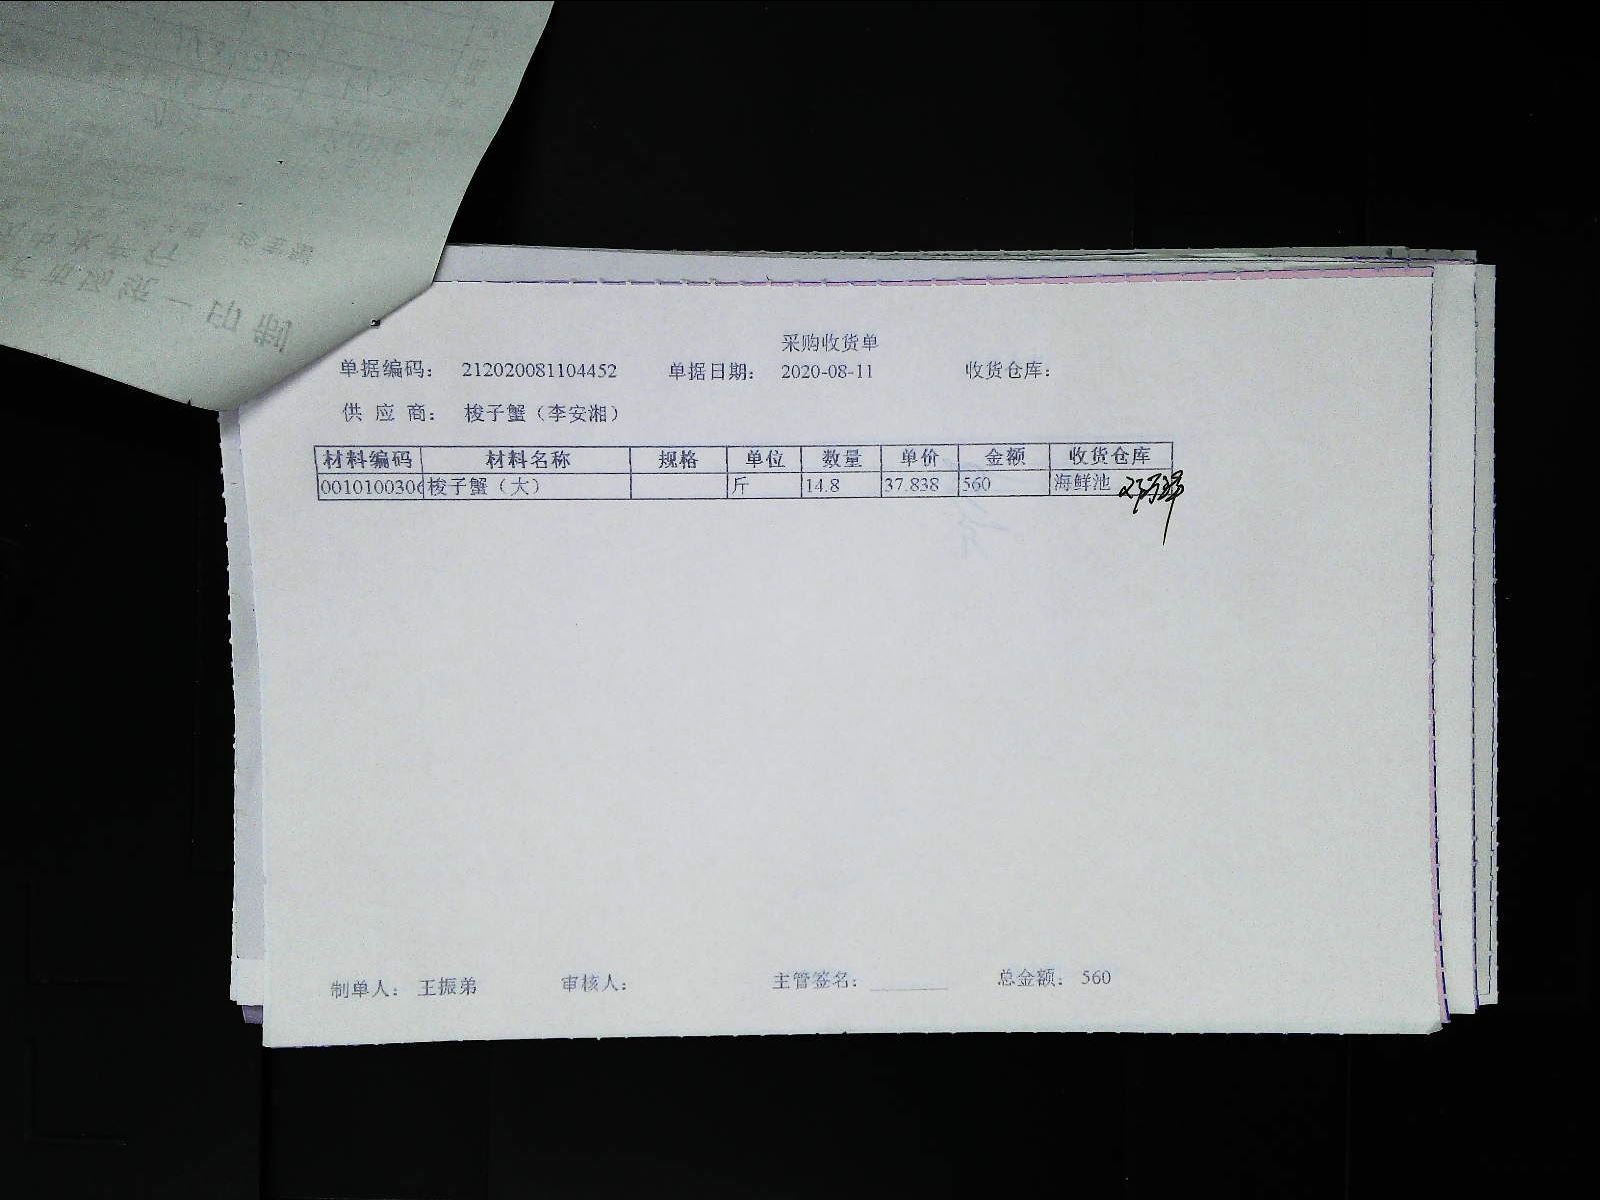 采购收货单
单据编码: 212020081104452 单据日期: 2020-08-11 收货仓库:
供 应 商: 梭子蟹（李安湘）
材料编码 材料名称 规格 单位 数量 单价 金额 收货仓库
0010100306 梭子蟹（大） 斤 14.8 37.838 560 海鲜池
制单人: 王振弟 审核人: 主管签名: 总金额: 560